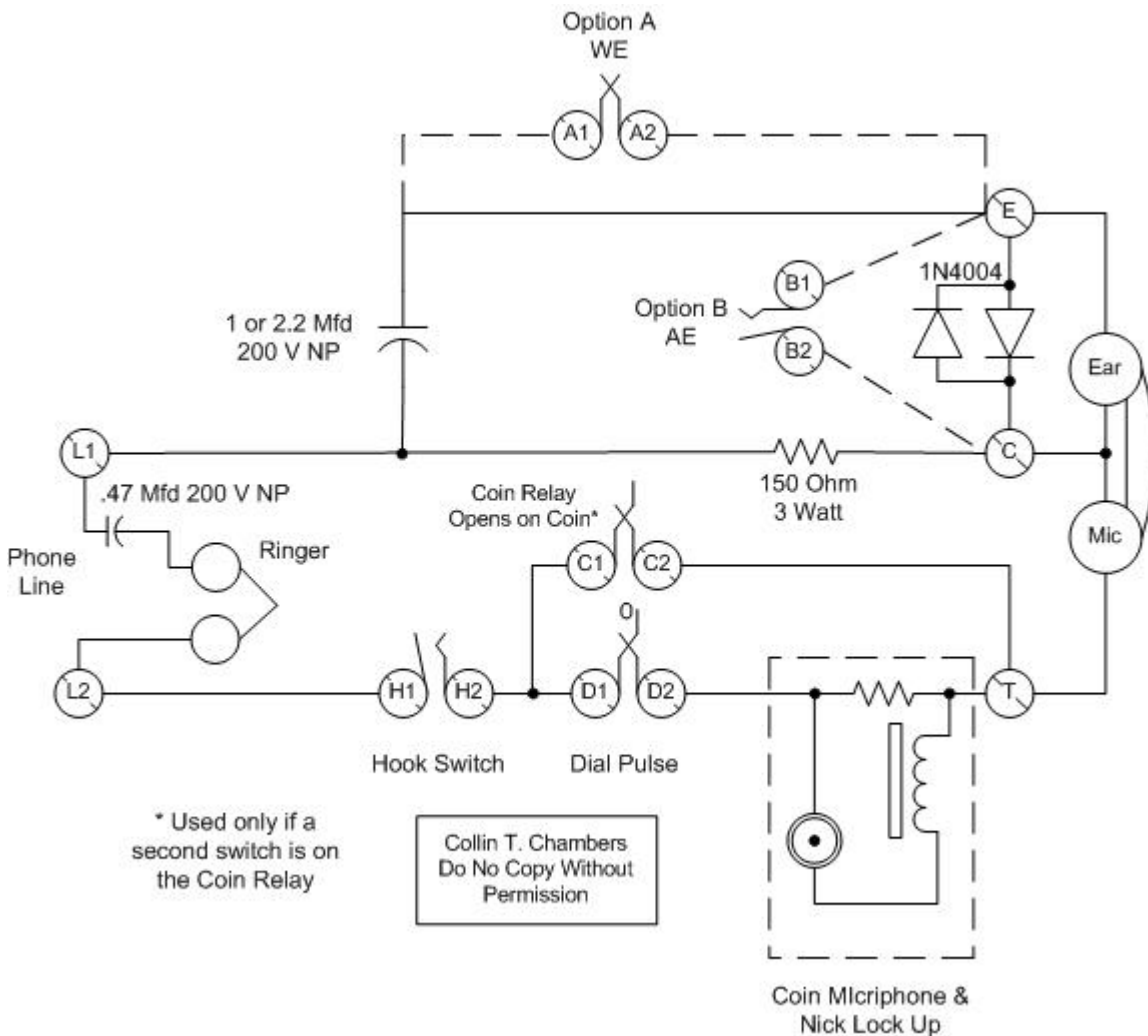 Option A
WE
A1
A2
E
1N4004
B1
Option B
AE
B2
1 or 2.2 Mfd
200 V NP
Ear
L1
C
.47 Mfd 200 V NP
150 Ohm
3 Watt
Coin Relay
Opens on Coin*
Mic
Phone
Line
Ringer
C1
C2
0
L2
H1
H2
D1
D2
T
Hook Switch
Dial Pulse
* Used only if a
second switch is on
the Coin Relay
Collin T. Chambers
Do No Copy Without
Permission
Coin MIcriphone &
Nick Lock Up